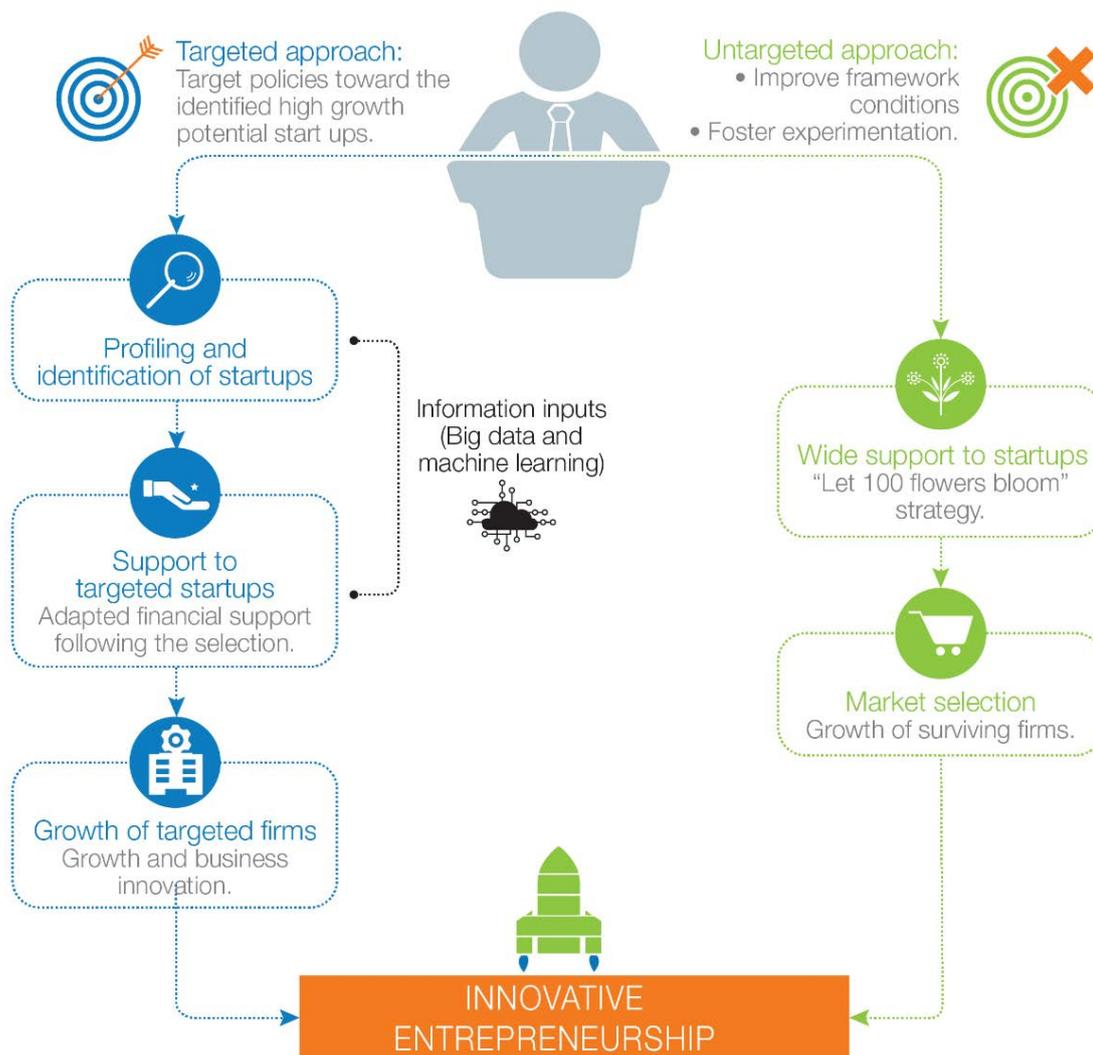 Targeted approach:
Target policies toward the
identified high growth
potential start ups.
Untargeted approach:
• Improve framework
conditions
• Foster experimentation.
Profiling and
identification of startups
Information inputs
(Big data and
machine learning)
Support to
targeted startups
Adapted financial support
following the selection.
Growth of targeted firms
Growth and business
innovation.
Wide support to startups
“Let 100 flowers bloom”
strategy.
Market selection
Growth of surviving firms.
INNOVATIVE
ENTREPRENEURSHIP